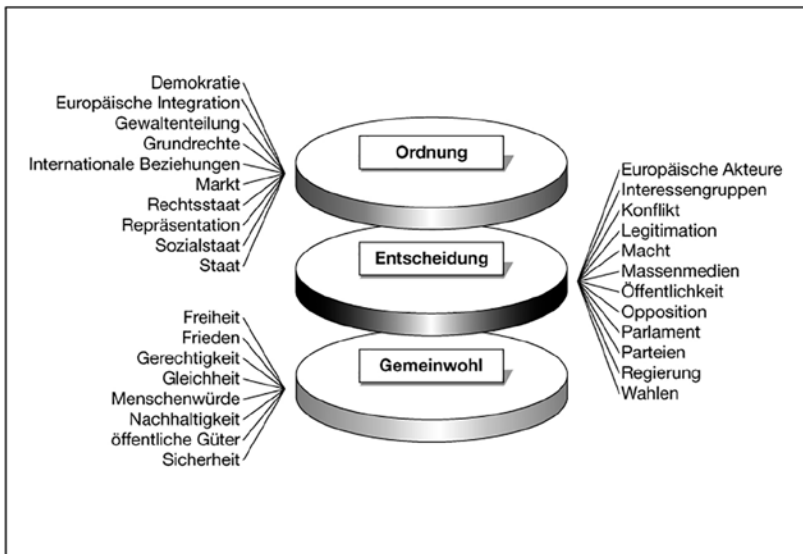 Demokratie
Europäische Integration
Gewaltenteilung
Grundrechte
Internationale Beziehungen
Markt
Rechtsstaat
Repräsentation
Sozialstaat
Staat
Ordnung
Entscheidung
Europäische Akteure
Interessengruppen
Konflikt
Legitimation
Macht
Massenmedien
Öffentlichkeit
Opposition
Parlament
Parteien
Regierung
Wahlen
Freiheit
Frieden
Gerechtigkeit
Gleichheit
Menschenwürde
Nachhaltigkeit
öffentliche Güter
Sicherheit
Gemeinwohl